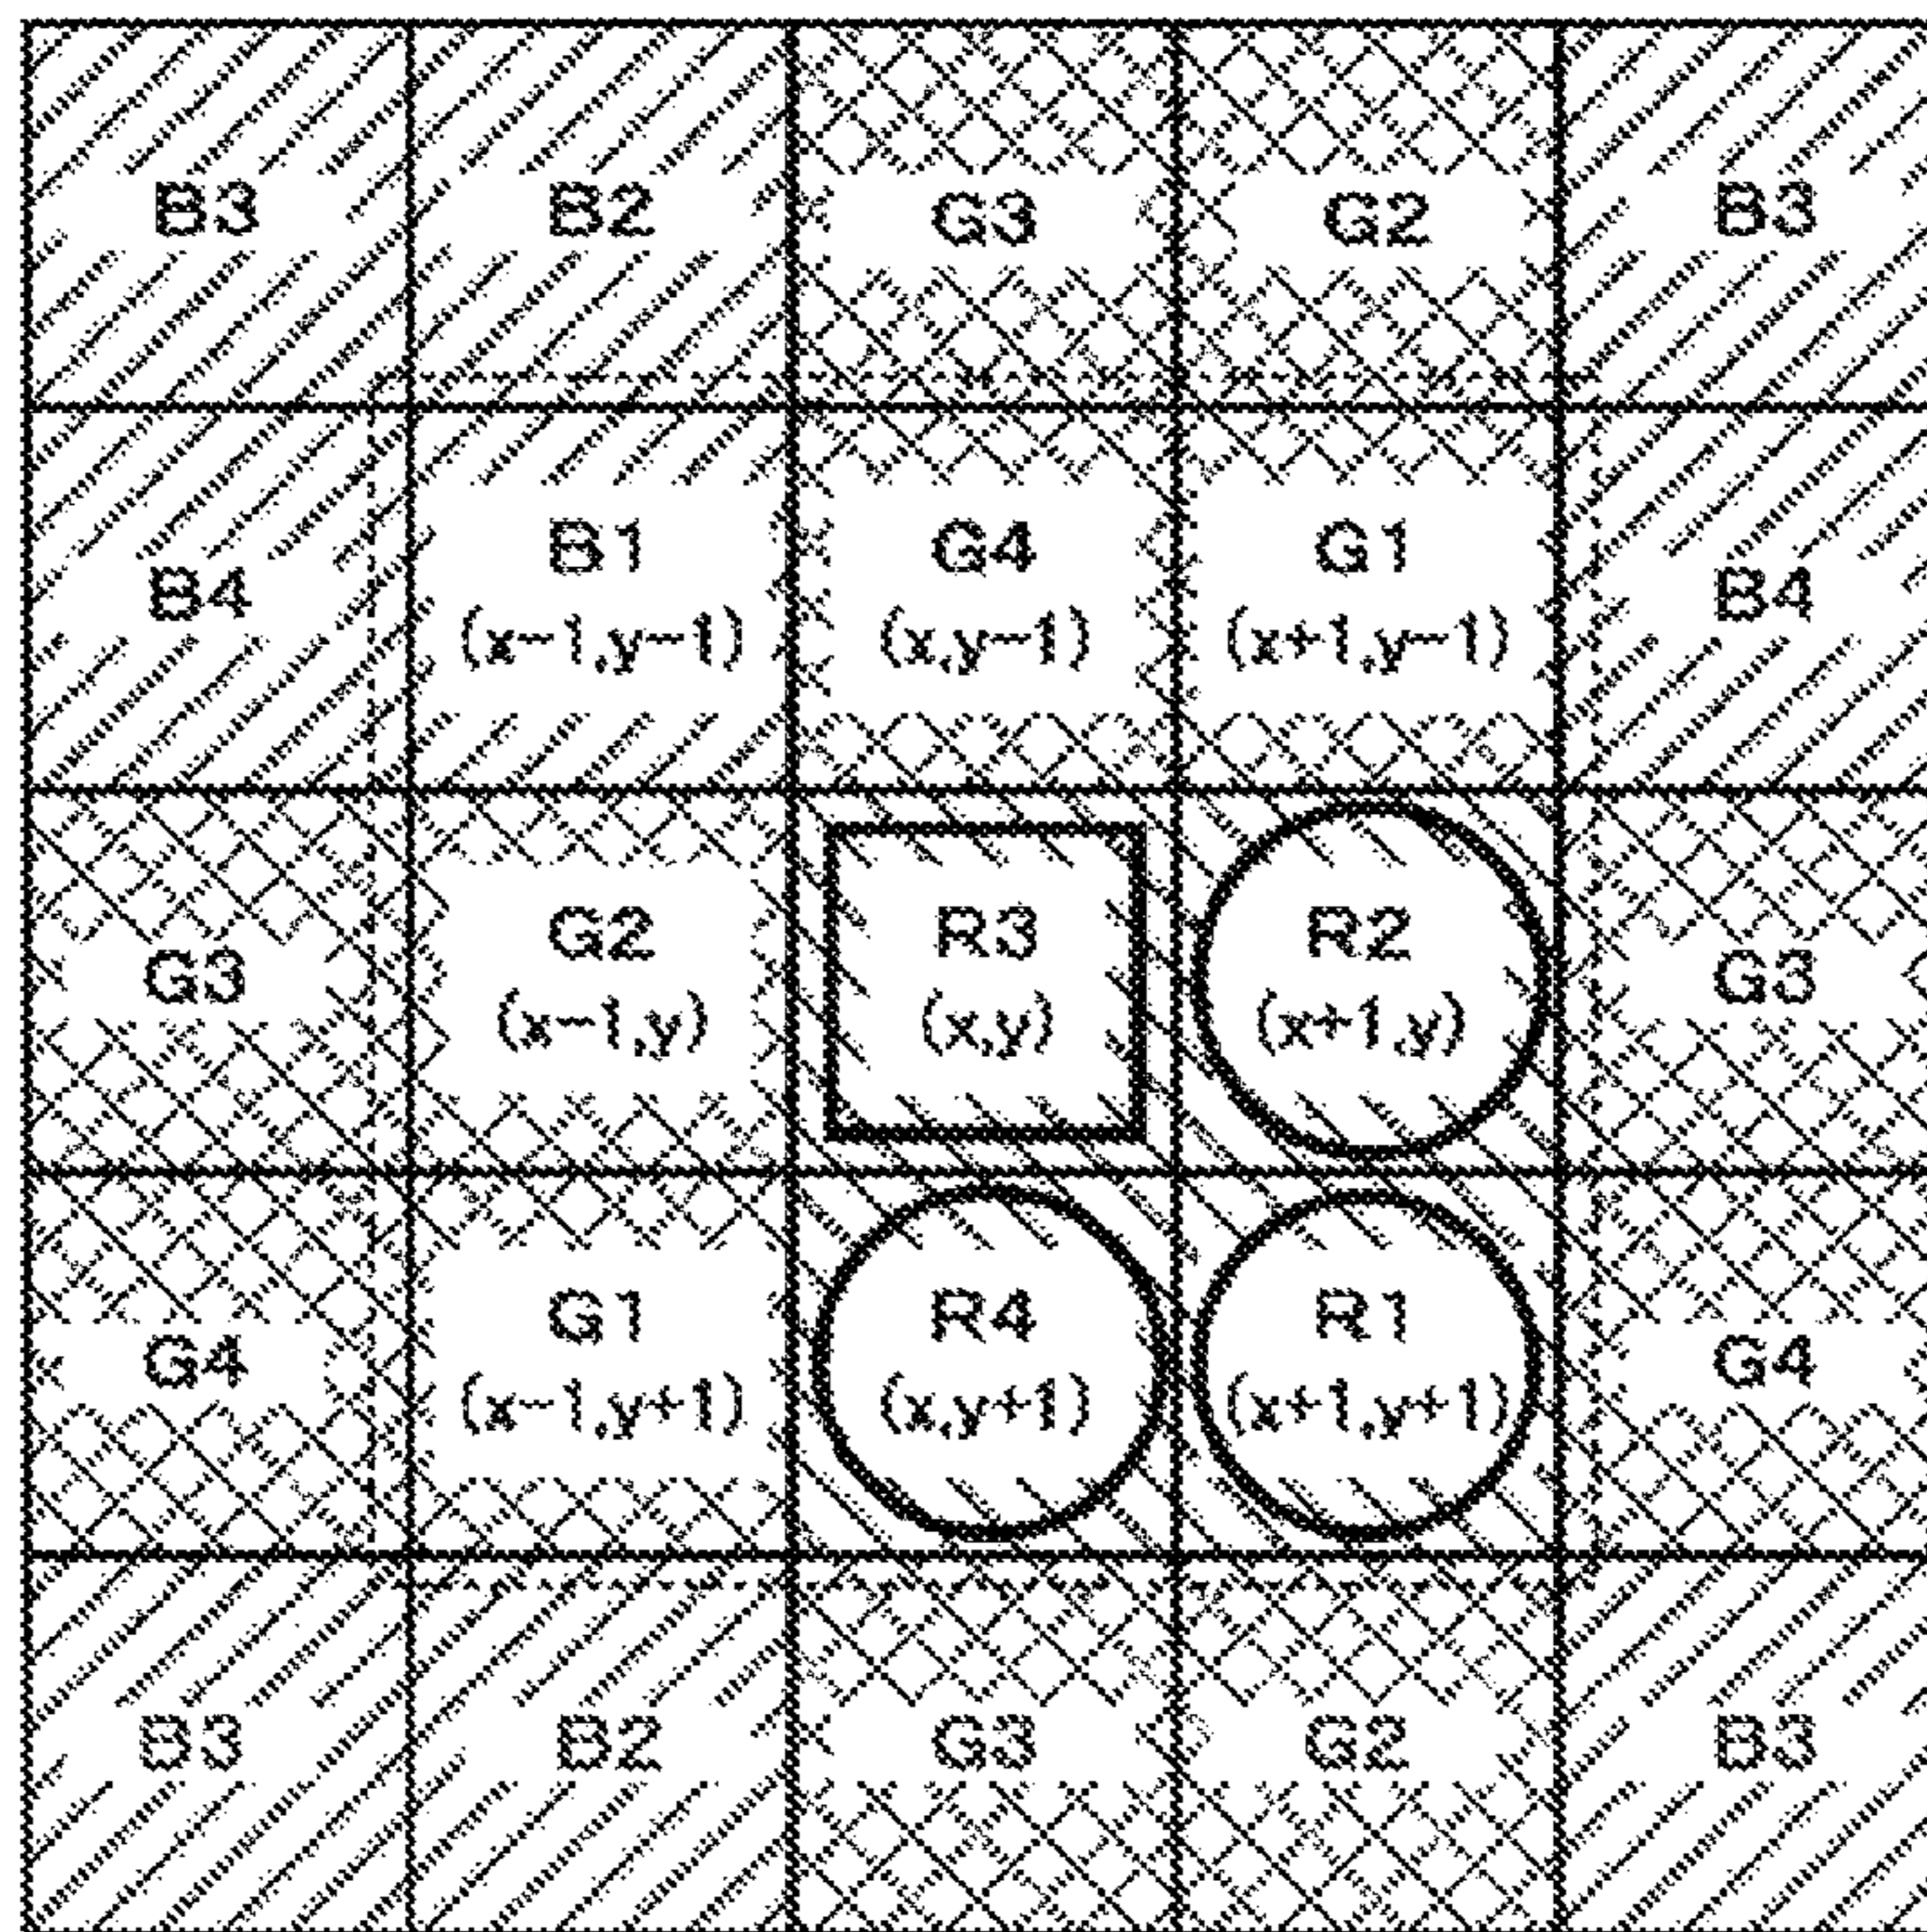 B3 B2 G3 G2 B3
B4 B1 G4 G1 B4
(x−1,y−1) (x,y−1) (x+1,y−1)
G3 G2 R3 R2 G3
(x−1,y) (x,y) (x+1,y)
G4 G1 R4 R1 G4
(x−1,y+1) (x,y+1) (x+1,y+1)
B3 B2 G3 G2 B3